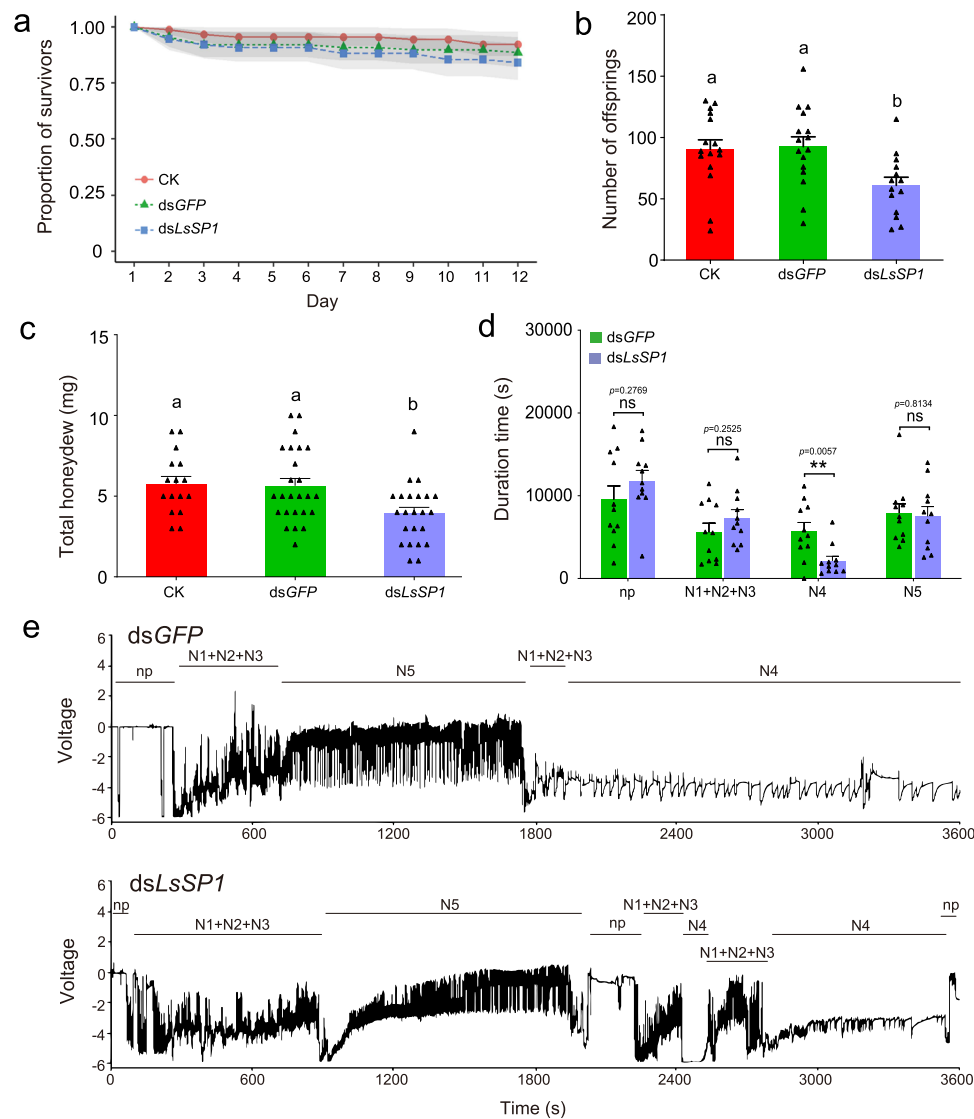 a
1.00
0.75
0.50
0.25
0
Proportion of survivors
CK
dsGFP
dsLsSP1
1 2 3 4 5 6 7 8 9 10 11 12
Day
b
200
150
100
50
0
Number of offsprings
a
a
b
CK dsGFP dsLsSP1
c
15
10
5
0
Total honeydew (mg)
a
a
b
CK dsGFP dsLsSP1
d
30000
20000
10000
0
Duration time (s)
dsGFP
dsLsSP1
p=0.2769
ns
p=0.2525
ns
p=0.0057
**
p=0.8134
ns
np N1+N2+N3 N4 N5
e
dsGFP
6
4
2
0
-2
-4
-6
Voltage
np
N1+N2+N3
N5
N1+N2+N3
N4
0 600 1200 1800 2400 3000 3600
dsLsSP1
6
4
2
0
-2
-4
-6
Voltage
np
N1+N2+N3
N5
np
N1+N2+N3
N4
N1+N2+N3
N4
np
0 600 1200 1800 2400 3000 3600
Time (s)